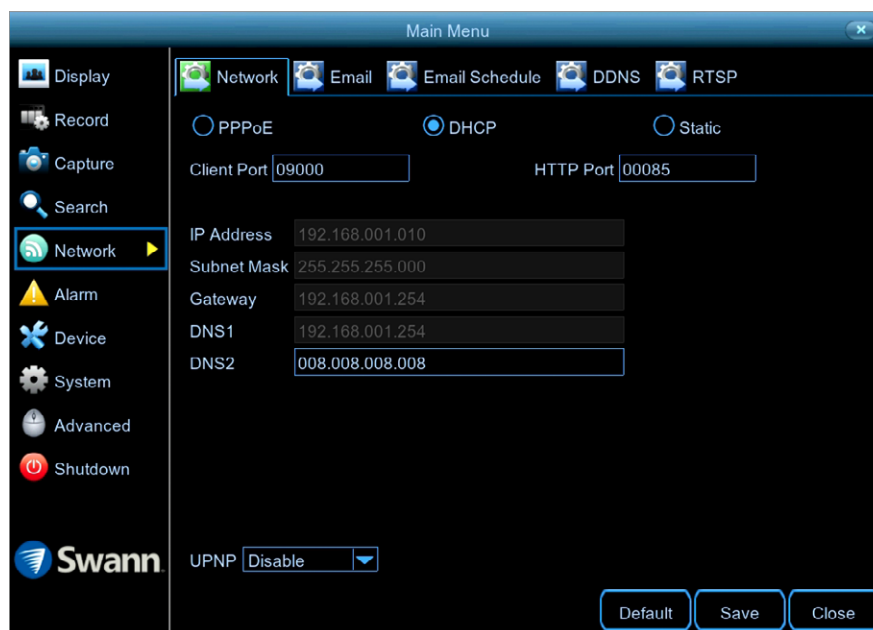 Main Menu
Display
Record
Capture
Search
Network
Alarm
Device
System
Advanced
Shutdown
Swann
Network Email Email Schedule DDNS RTSP
PPPoE DHCP Static
Client Port 09000 HTTP Port 00085
IP Address 192.168.001.010
Subnet Mask 255.255.255.000
Gateway 192.168.001.254
DNS1 192.168.001.254
DNS2 008.008.008.008
UPNP Disable
Default Save Close